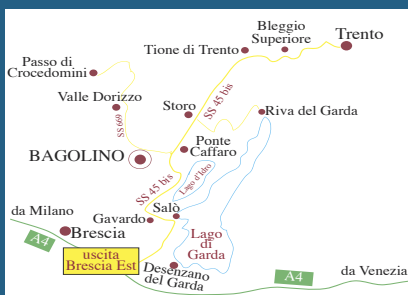 Bleggio
Superiore
Trento
Tione di Trento
Passo di
Crocedomini
Valle Dorizzo
Storo
SS 45 bis
Riva del Garda
SS 669
Ponte
Caffaro
BAGOLINO
Lago d'Idro
SS 45 bis
Salò
Gavardo
da Milano
Brescia
Lago
di
Garda
A4
uscita
Brescia Est
Desenzano
del Garda
A4
da Venezia